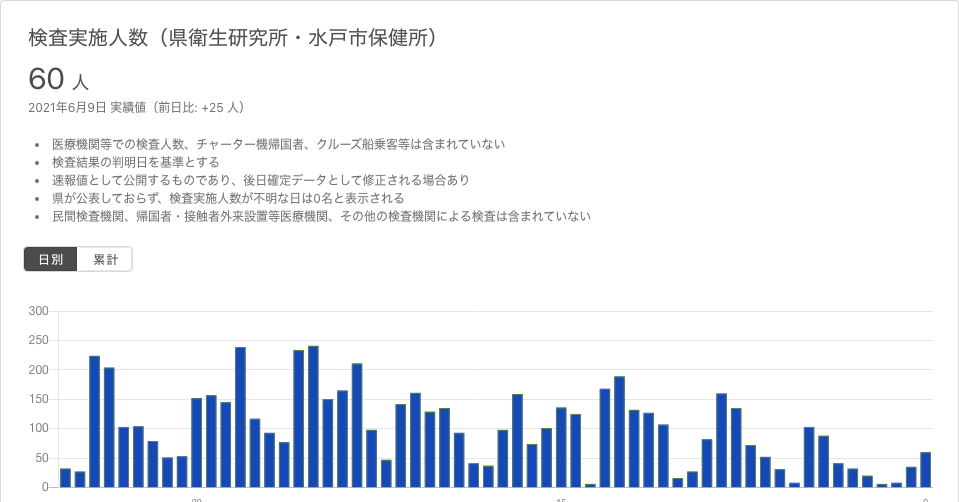 検査実施人数（県衛生研究所・水戸市保健所）
60 人
2021年6月9日 実績値（前日比: +25 人）
• 医療機関等での検査人数、チャーター機帰国者、クルーズ船乗客等は含まれていない
• 検査結果の判明日を基準とする
• 速報値として公開するものであり、後日確定データとして修正される場合あり
• 県が公表しておらず、検査実施人数が不明な日は0名と表示される
• 民間検査機関、帰国者・接触者外来設置等医療機関、その他の検査機関による検査は含まれていない
日別 累計
300
250
200
150
100
50
0